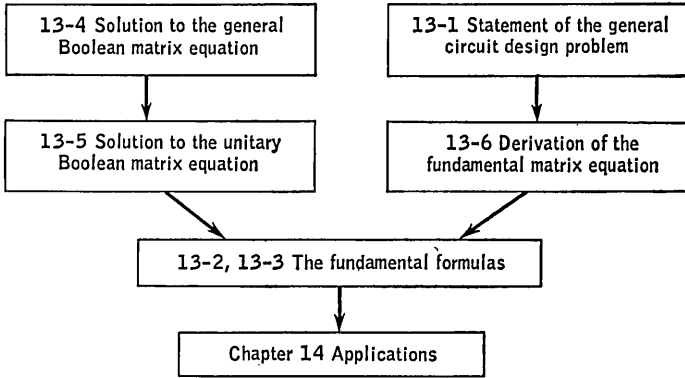 13-4 Solution to the general
Boolean matrix equation
13-1 Statement of the general
circuit design problem
13-5 Solution to the unitary
Boolean matrix equation
13-6 Derivation of the
fundamental matrix equation
13-2, 13-3 The fundamental formulas
Chapter 14 Applications